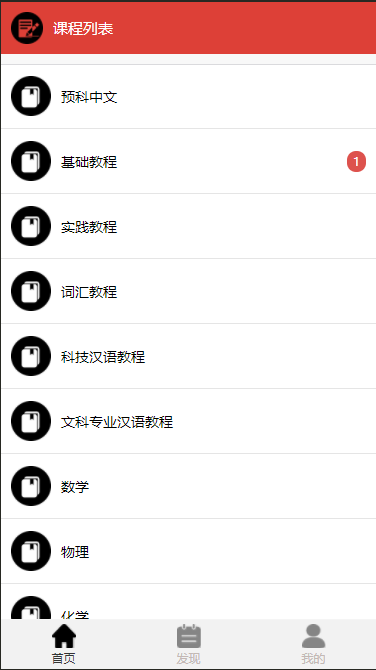 课程列表
预科中文
基础教程
1
实践教程
词汇教程
科技汉语教程
文科专业汉语教程
数学
物理
化学
首页
发现
我的